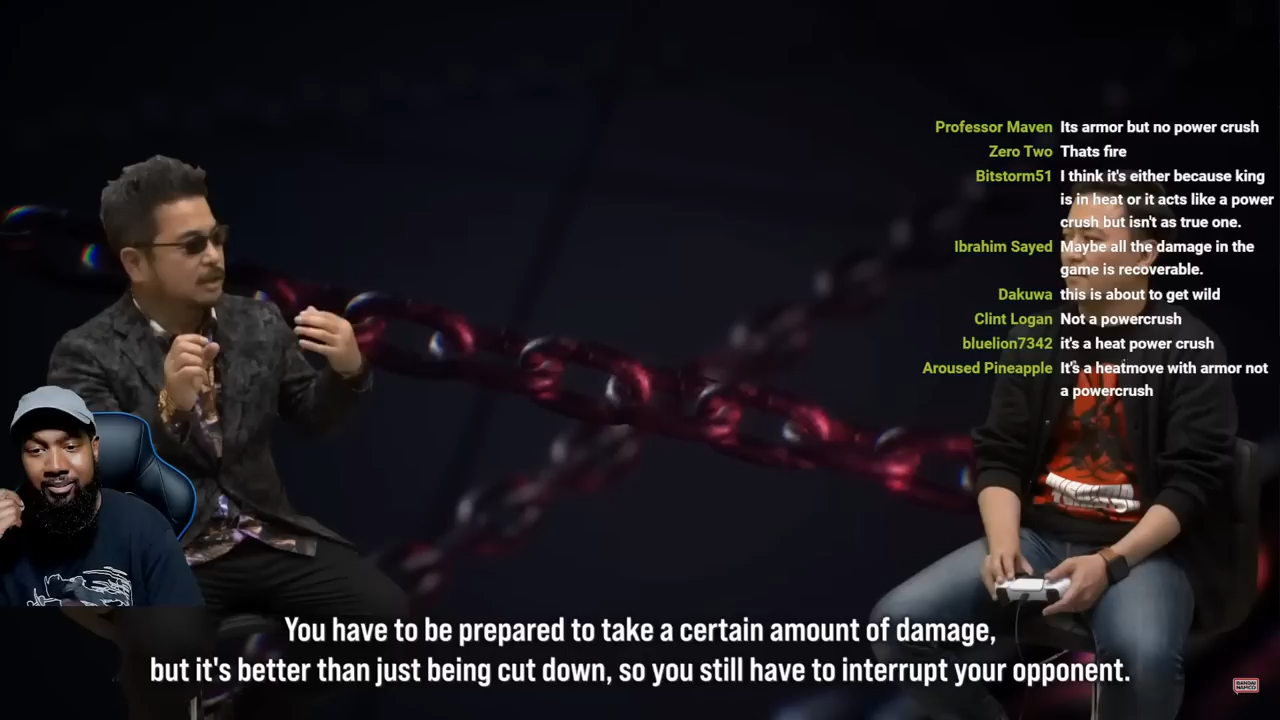 Professor Maven Its armor but no power crush
Zero Two Thats fire
Bitstorm51 I think it's either because king
is in heat or it acts like a power
crush but isn't as true one.
Ibrahim Sayed Maybe all the damage in the
game is recoverable.
Dakuwa this is about to get wild
Clint Logan Not a powercrush
bluelion7342 it's a heat power crush
Aroused Pineapple It's a heatmove with armor not
a powercrush
You have to be prepared to take a certain amount of damage,
but it's better than just being cut down, so you still have to interrupt your opponent.
BANDAI
NAMCO